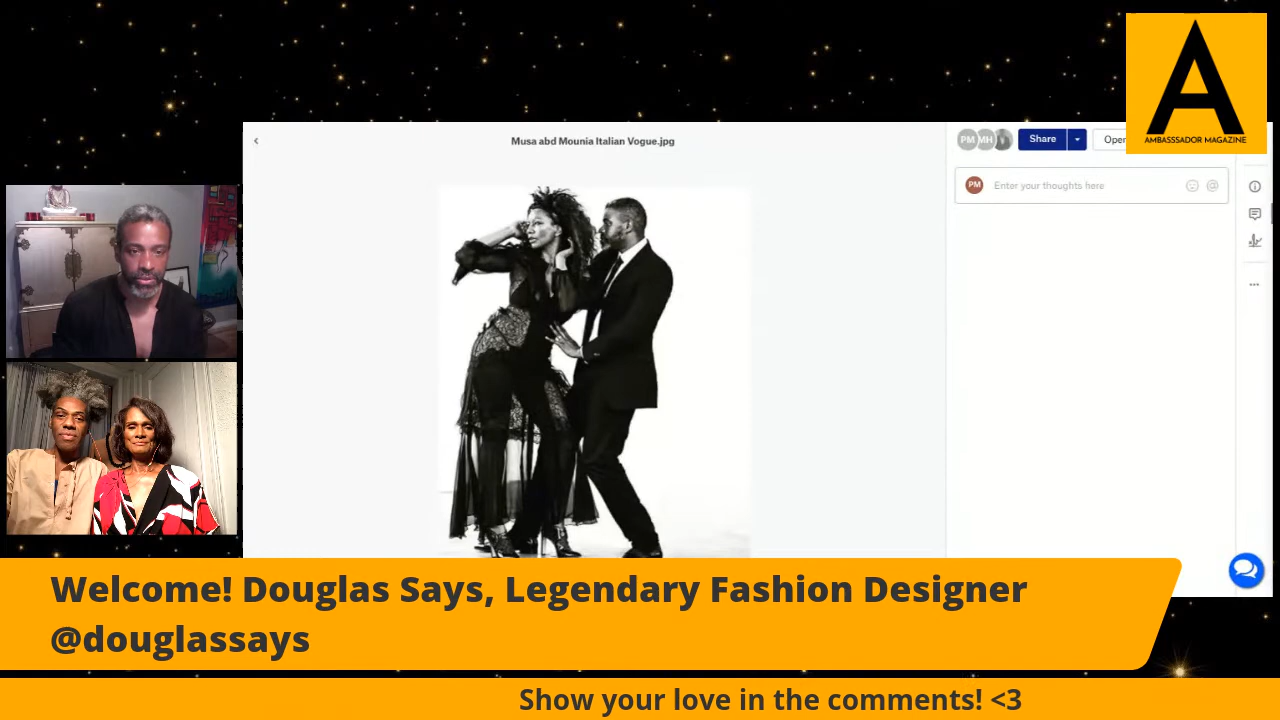 A
AMBASSSADOR MAGAZINE
Musa abd Mounia Italian Vogue.jpg
PM MH
Share
Oper
PM
Enter your thoughts here
Welcome! Douglas Says, Legendary Fashion Designer
@douglassays
Show your love in the comments! <3